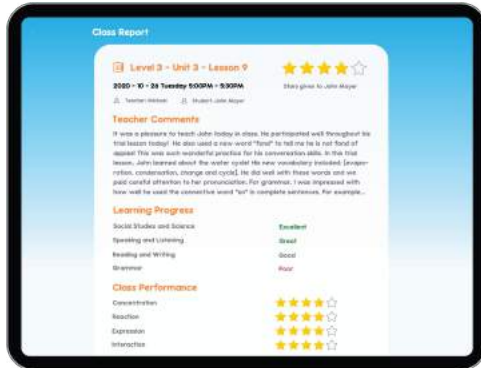 Class Report
Level 3 - Unit 3 - Lesson 9
2020 - 10 - 26 Tuesday 5:00PM - 5:30PM
Stars given to John Mayer
Teacher:
Student: John Mayer
Teacher Comments
It was a pleasure to teach John today in class. He participated well throughout his
trial lesson today! He also used a new word "fond" to tell me he is not fond of
apples! This was such wonderful practice for his conversation skills. In this trial
lesson, John learned about the water cycle! His new vocabulary included: [evapo-
ration, condensation, change and cycle]. He did well with these words and we
paid careful attention to her pronunciation. For grammar, I was impressed with
how well he used the connective word "so" in complete sentences. For example...
Learning Progress
Social Studies and Science Excellent
Speaking and Listening Great
Reading and Writing Good
Grammar Poor
Class Performance
Concentration
Reaction
Expression
Interaction